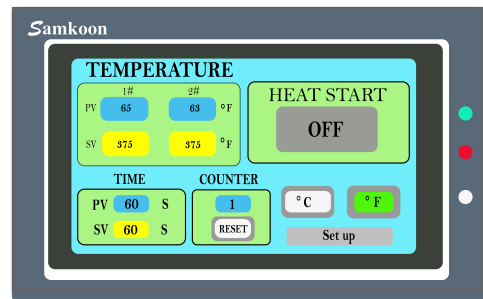 Samkoon
TEMPERATURE
1# 2#
PV 65 63 °F
SV 375 375 °F
HEAT START
OFF
TIME
PV 60 S
SV 60 S
COUNTER
1
RESET
°C °F
Set up